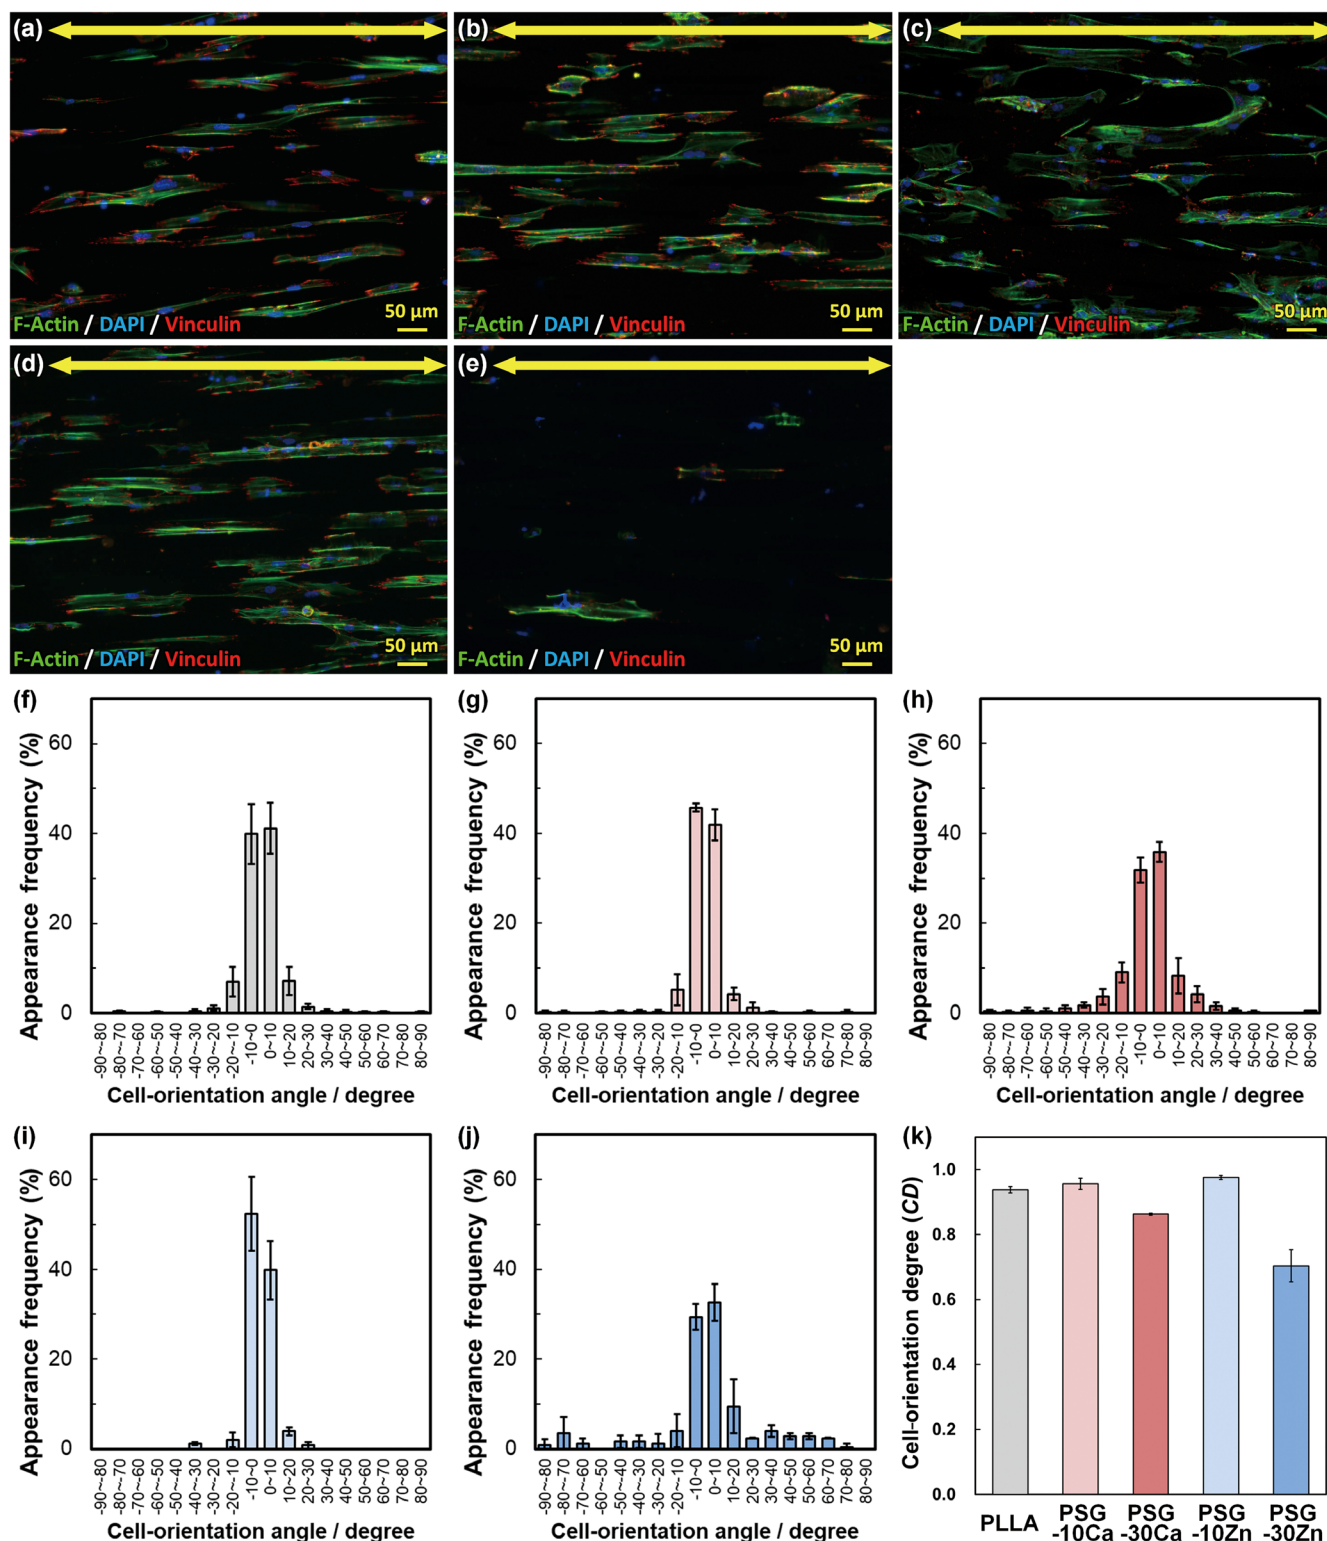 (a)
F-Actin / DAPI / Vinculin
50 μm
(b)
F-Actin / DAPI / Vinculin
50 μm
(c)
F-Actin / DAPI / Vinculin
50 μm
(d)
F-Actin / DAPI / Vinculin
50 μm
(e)
F-Actin / DAPI / Vinculin
50 μm
(f)
Appearance frequency (%)
60
40
20
0
-90~-80
-80~-70
-70~-60
-60~-50
-50~-40
-40~-30
-30~-20
-20~-10
-10~0
0~10
10~20
20~30
30~40
40~50
50~60
60~70
70~80
80~90
Cell-orientation angle / degree
(g)
Appearance frequency (%)
60
40
20
0
-90~-80
-80~-70
-70~-60
-60~-50
-50~-40
-40~-30
-30~-20
-20~-10
-10~0
0~10
10~20
20~30
30~40
40~50
50~60
60~70
70~80
80~90
Cell-orientation angle / degree
(h)
Appearance frequency (%)
60
40
20
0
-90~-80
-80~-70
-70~-60
-60~-50
-50~-40
-40~-30
-30~-20
-20~-10
-10~0
0~10
10~20
20~30
30~40
40~50
50~60
60~70
70~80
80~90
Cell-orientation angle / degree
(i)
Appearance frequency (%)
60
40
20
0
-90~-80
-80~-70
-70~-60
-60~-50
-50~-40
-40~-30
-30~-20
-20~-10
-10~0
0~10
10~20
20~30
30~40
40~50
50~60
60~70
70~80
80~90
Cell-orientation angle / degree
(j)
Appearance frequency (%)
60
40
20
0
-90~-80
-80~-70
-70~-60
-60~-50
-50~-40
-40~-30
-30~-20
-20~-10
-10~0
0~10
10~20
20~30
30~40
40~50
50~60
60~70
70~80
80~90
Cell-orientation angle / degree
(k)
Cell-orientation degree (CD)
1.0
0.8
0.6
0.4
0.2
0.0
PLLA
PSG
-10Ca
PSG
-30Ca
PSG
-10Zn
PSG
-30Zn